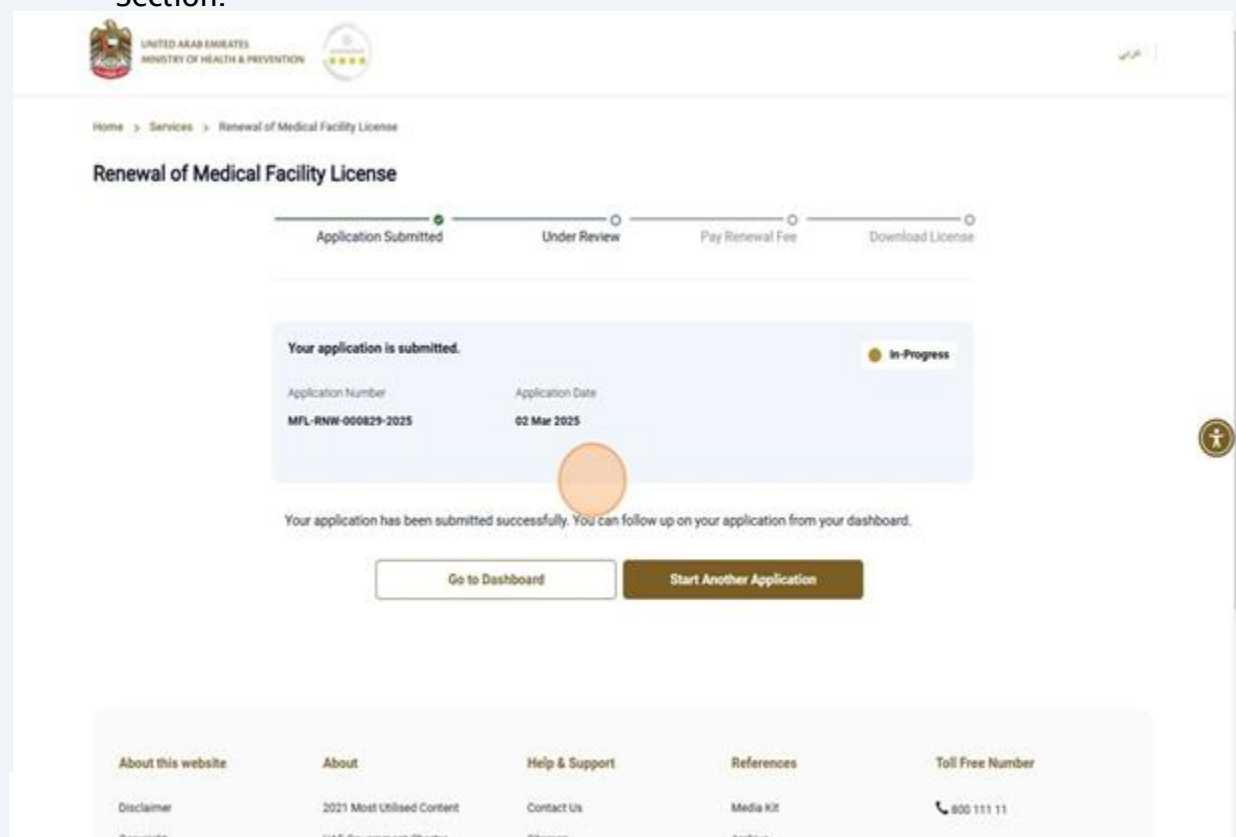 section.
UNITED ARAB EMIRATES
MINISTRY OF HEALTH & PREVENTION
عربي
Home > Services > Renewal of Medical Facility License
Renewal of Medical Facility License
Application Submitted Under Review Pay Renewal Fee Download License
Your application is submitted. In-Progress
Application Number Application Date
MFL-RNW-000829-2025 02 Mar 2025
Your application has been submitted successfully. You can follow up on your application from your dashboard.
Go to Dashboard Start Another Application
About this website About Help & Support References Toll Free Number
Disclaimer 2021 Most Utilised Content Contact Us Media Kit 800 111 11